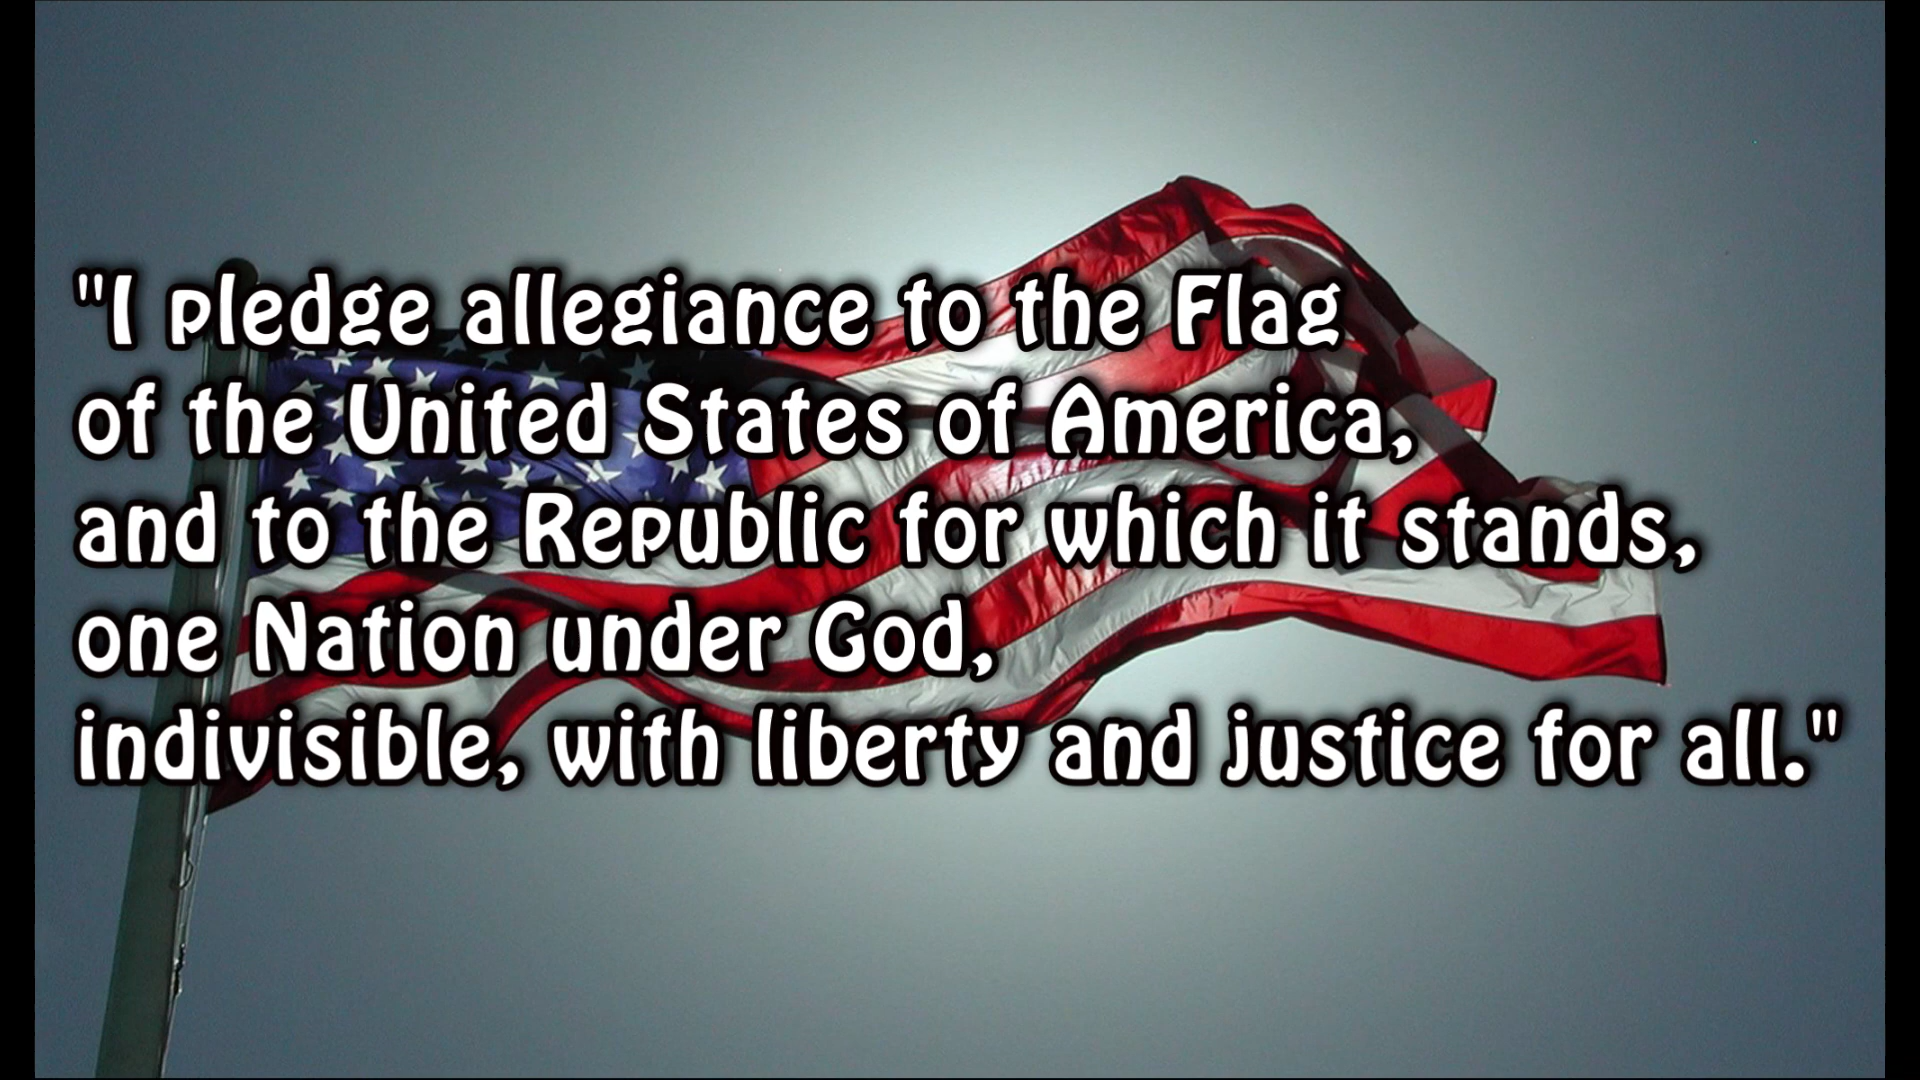 "I pledge allegiance to the Flag
of the United States of America,
and to the Republic for which it stands,
one Nation under God,
indivisible, with liberty and justice for all."